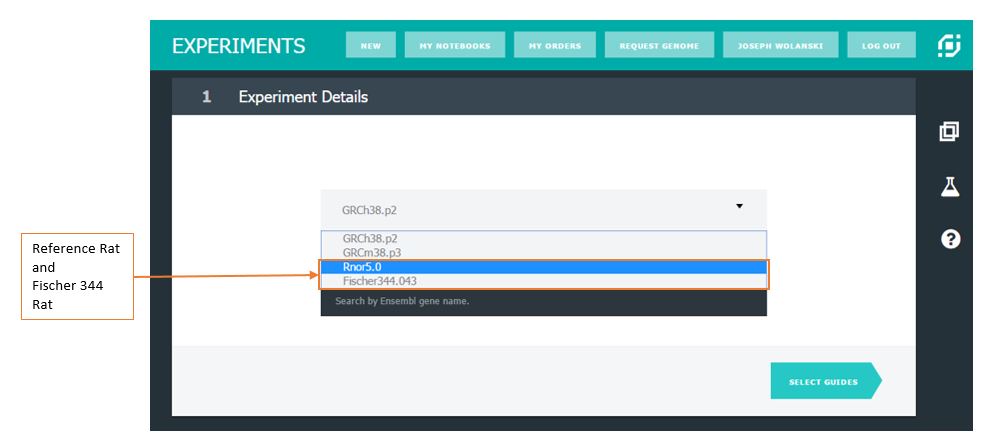 EXPERIMENTS
NEW
MY NOTEBOOKS
MY ORDERS
REQUEST GENOME
JOSEPH WOLANSKI
LOG OUT
1 Experiment Details
GRCh38.p2
GRCh38.p2
GRCm38.p3
Rnor5.0
Fischer344.043
Search by Ensembl gene name.
Reference Rat
and
Fischer 344
Rat
SELECT GUIDES